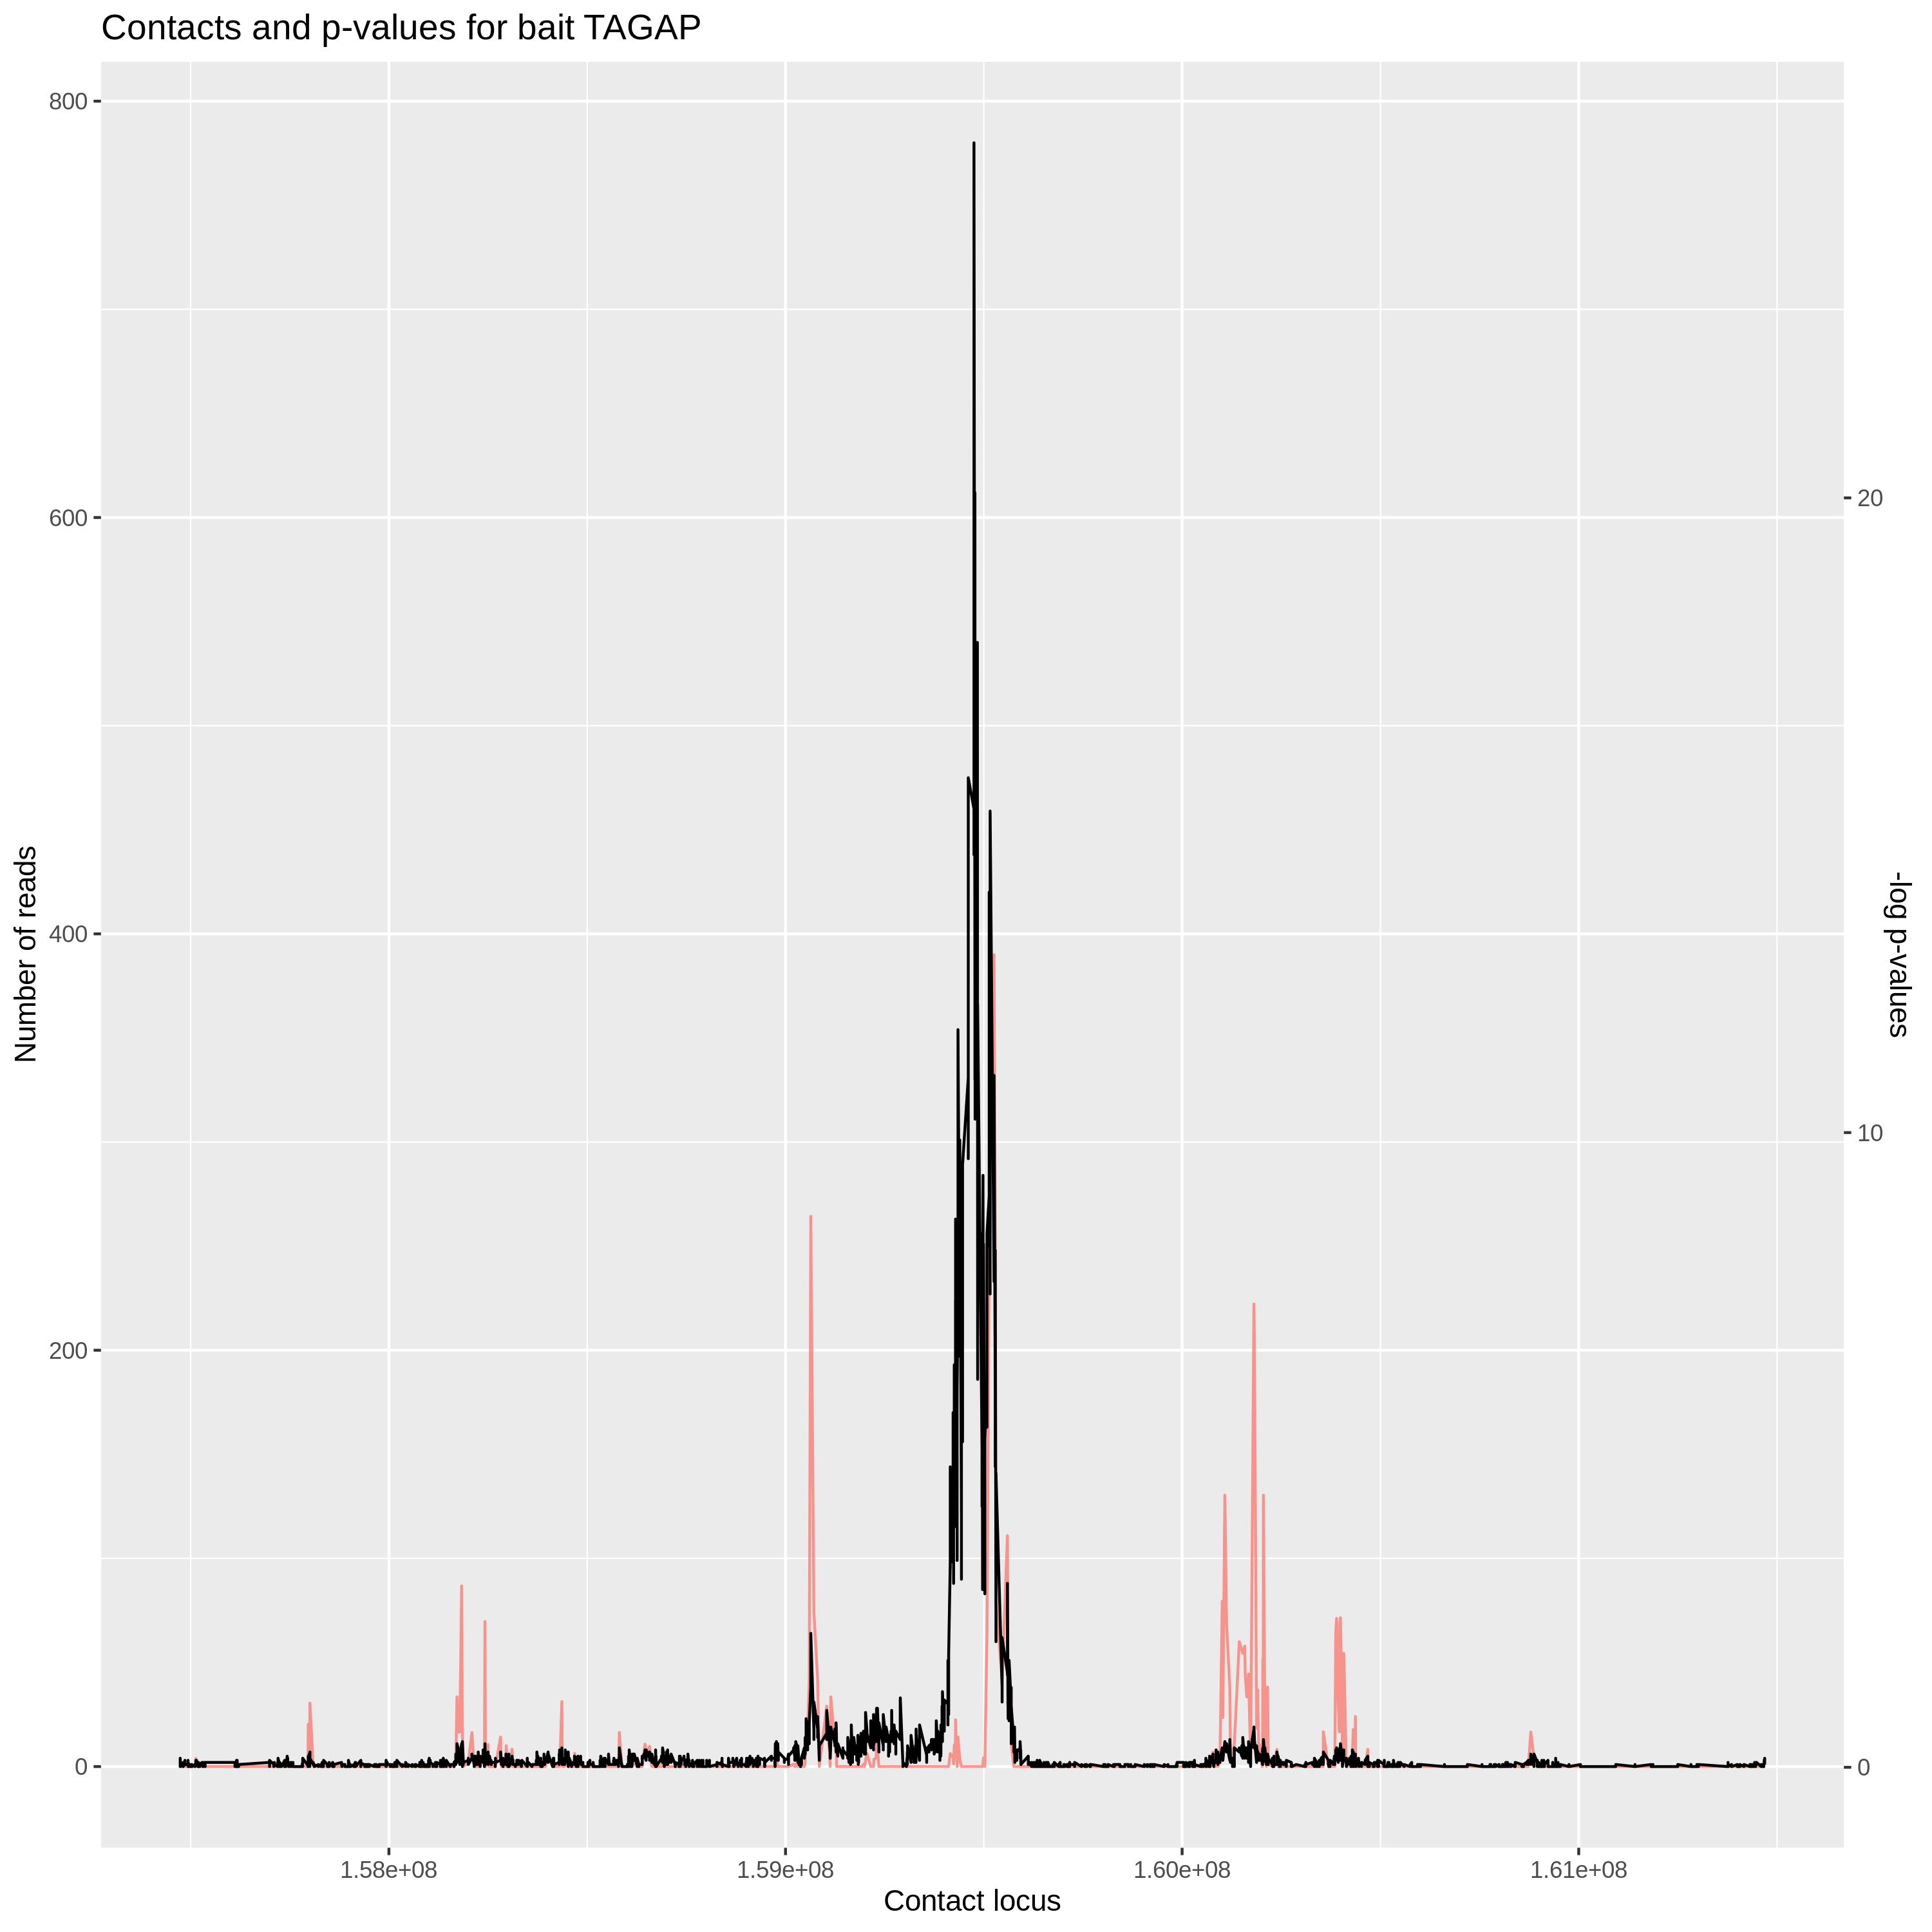 Contacts and p-values for bait TAGAP
800
600
400
200
0
Number of reads
20
10
0
-log p-values
1.58e+08 1.59e+08 1.60e+08 1.61e+08
Contact locus